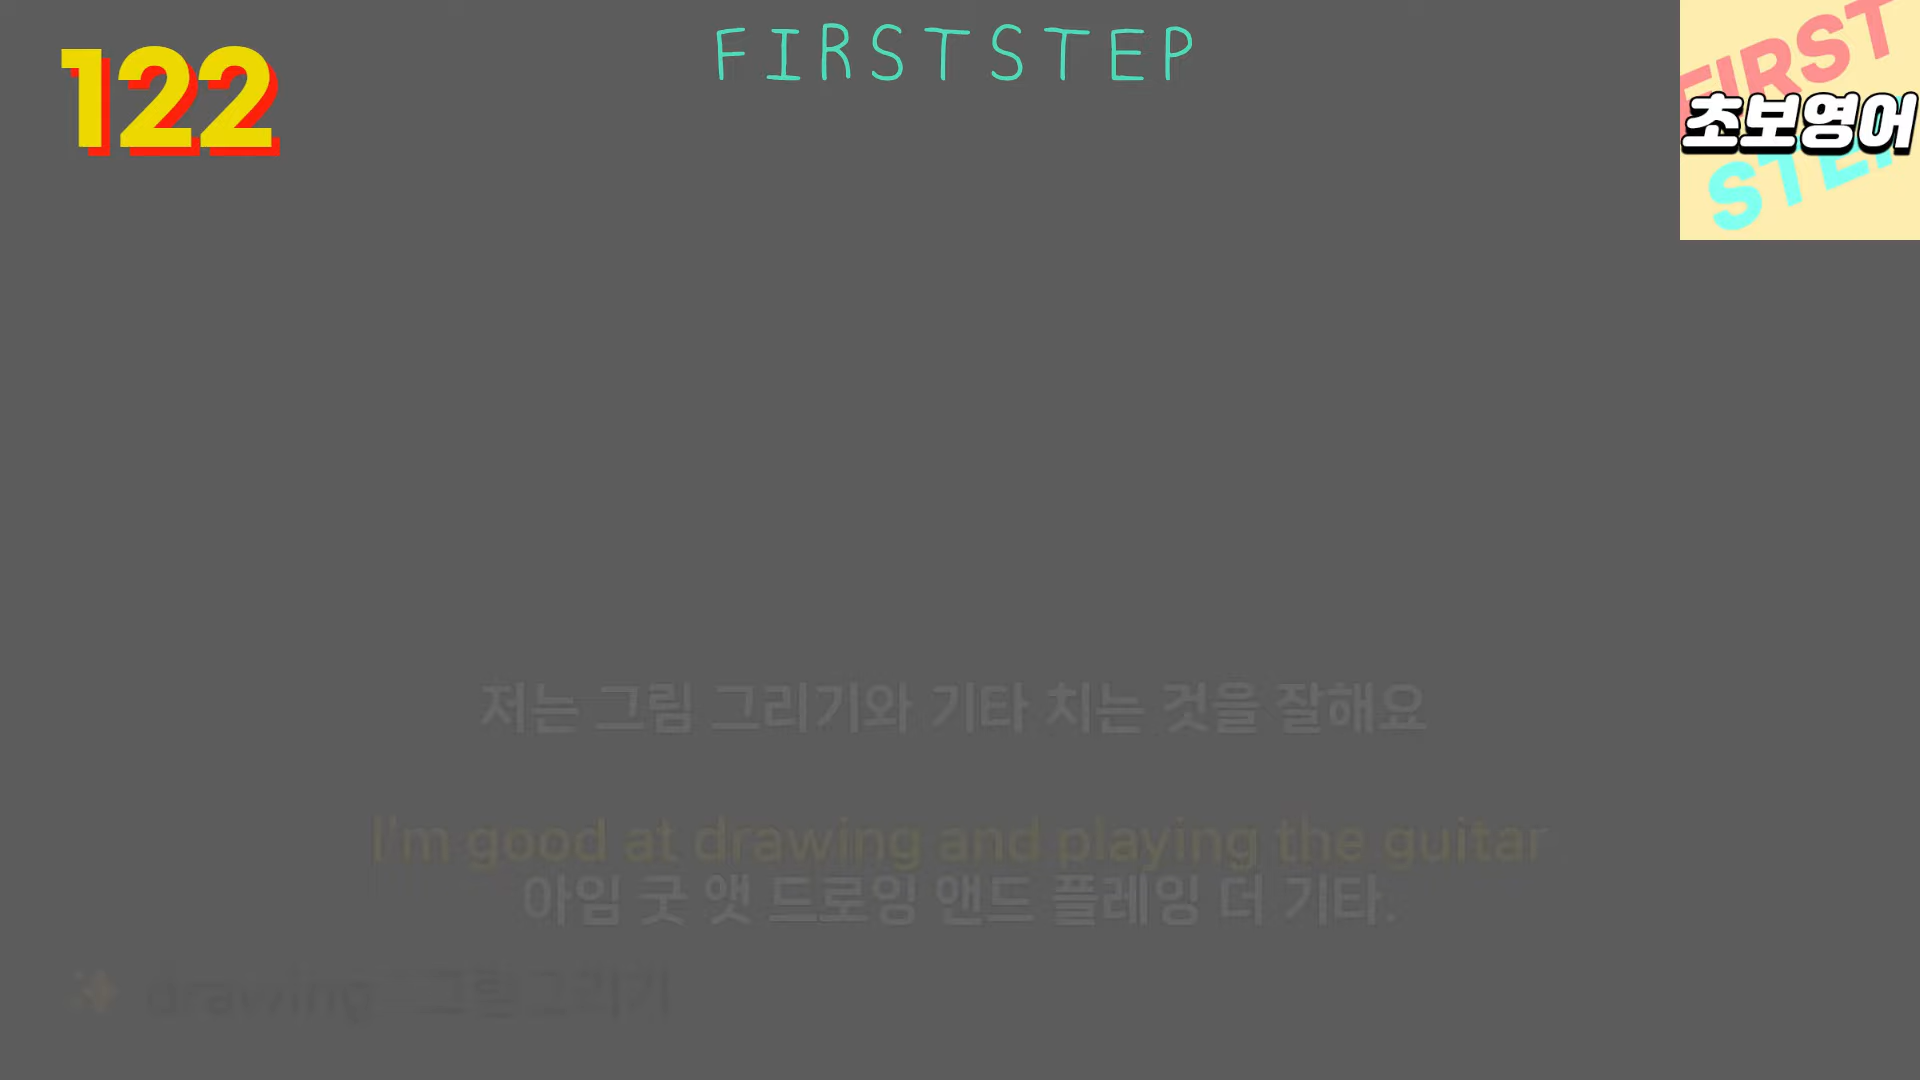 122
FIRSTSTEP
FIRST
초보영어
STEP
저는 그림 그리기와 기타 치는 것을 잘해요
I'm good at drawing and playing the guitar
아임 굿 앳 드로잉 앤드 플레잉 더 기타.
✨ drawing 그림그리기